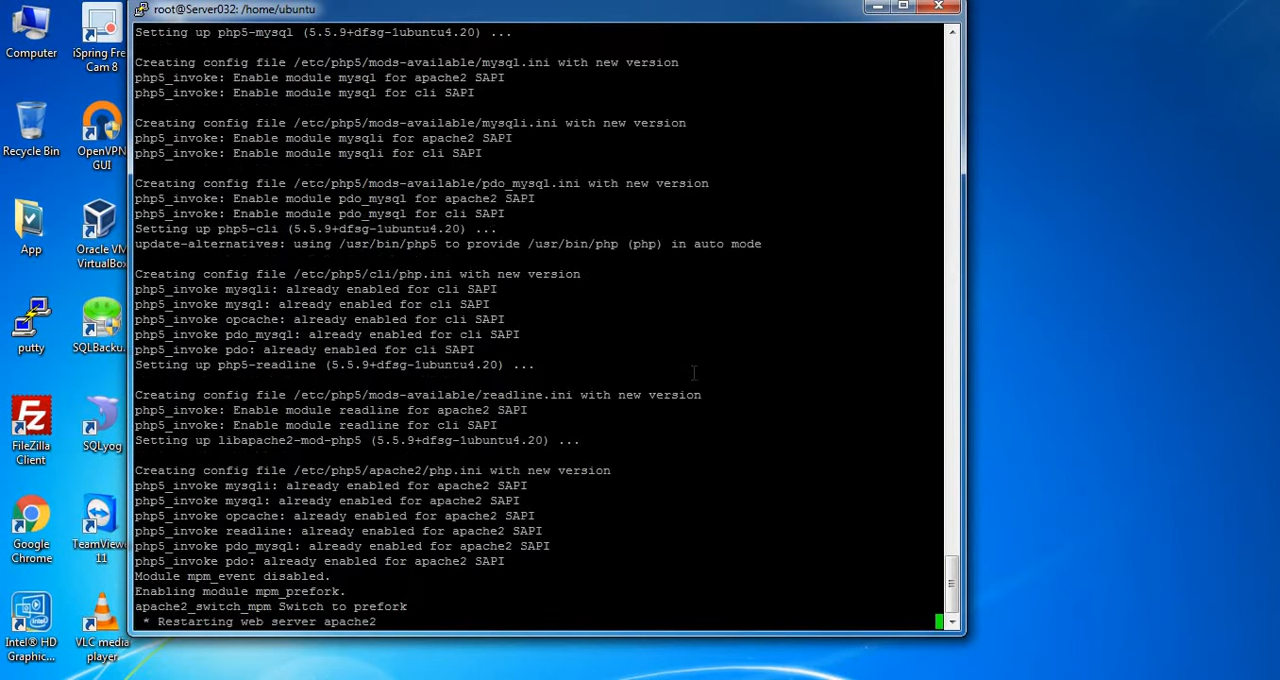 root@Server032: /home/ubuntu
Setting up php5-mysql (5.5.9+dfsg-1ubuntu4.20) ...
Creating config file /etc/php5/mods-available/mysql.ini with new version
php5_invoke: Enable module mysql for apache2 SAPI
php5_invoke: Enable module mysql for cli SAPI
Creating config file /etc/php5/mods-available/mysqli.ini with new version
php5_invoke: Enable module mysqli for apache2 SAPI
php5_invoke: Enable module mysqli for cli SAPI
Creating config file /etc/php5/mods-available/pdo_mysql.ini with new version
php5_invoke: Enable module pdo_mysql for apache2 SAPI
php5_invoke: Enable module pdo_mysql for cli SAPI
Setting up php5-cli (5.5.9+dfsg-1ubuntu4.20) ...
update-alternatives: using /usr/bin/php5 to provide /usr/bin/php (php) in auto mode
Creating config file /etc/php5/cli/php.ini with new version
php5_invoke mysqli: already enabled for cli SAPI
php5_invoke mysql: already enabled for cli SAPI
php5_invoke opcache: already enabled for cli SAPI
php5_invoke pdo_mysql: already enabled for cli SAPI
php5_invoke pdo: already enabled for cli SAPI
Setting up php5-readline (5.5.9+dfsg-1ubuntu4.20) ...
Creating config file /etc/php5/mods-available/readline.ini with new version
php5_invoke: Enable module readline for apache2 SAPI
php5_invoke: Enable module readline for cli SAPI
Setting up libapache2-mod-php5 (5.5.9+dfsg-1ubuntu4.20) ...
Creating config file /etc/php5/apache2/php.ini with new version
php5_invoke mysqli: already enabled for apache2 SAPI
php5_invoke mysql: already enabled for apache2 SAPI
php5_invoke opcache: already enabled for apache2 SAPI
php5_invoke readline: already enabled for apache2 SAPI
php5_invoke pdo_mysql: already enabled for apache2 SAPI
php5_invoke pdo: already enabled for apache2 SAPI
Module mpm_event disabled.
Enabling module mpm_prefork.
apache2_switch_mpm Switch to prefork
* Restarting web server apache2
Computer
iSpring Fre
Cam 8
Recycle Bin
OpenVPN
GUI
App
Oracle VM
VirtualBox
putty
SQLBacku...
FileZilla
Client
SQLyog
Google
Chrome
TeamView
11
Intel® HD
Graphic...
VLC media
player